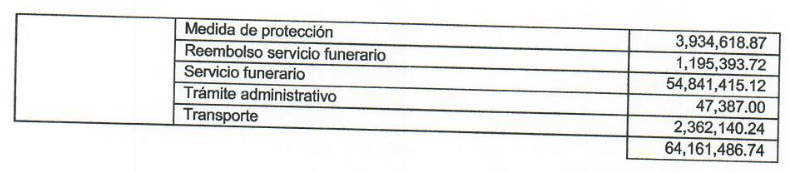 Medida de protección 3,934,618.87
Reembolso servicio funerario 1,195,393.72
Servicio funerario 54,841,415.12
Trámite administrativo 47,387.00
Transporte 2,362,140.24
64,161,486.74